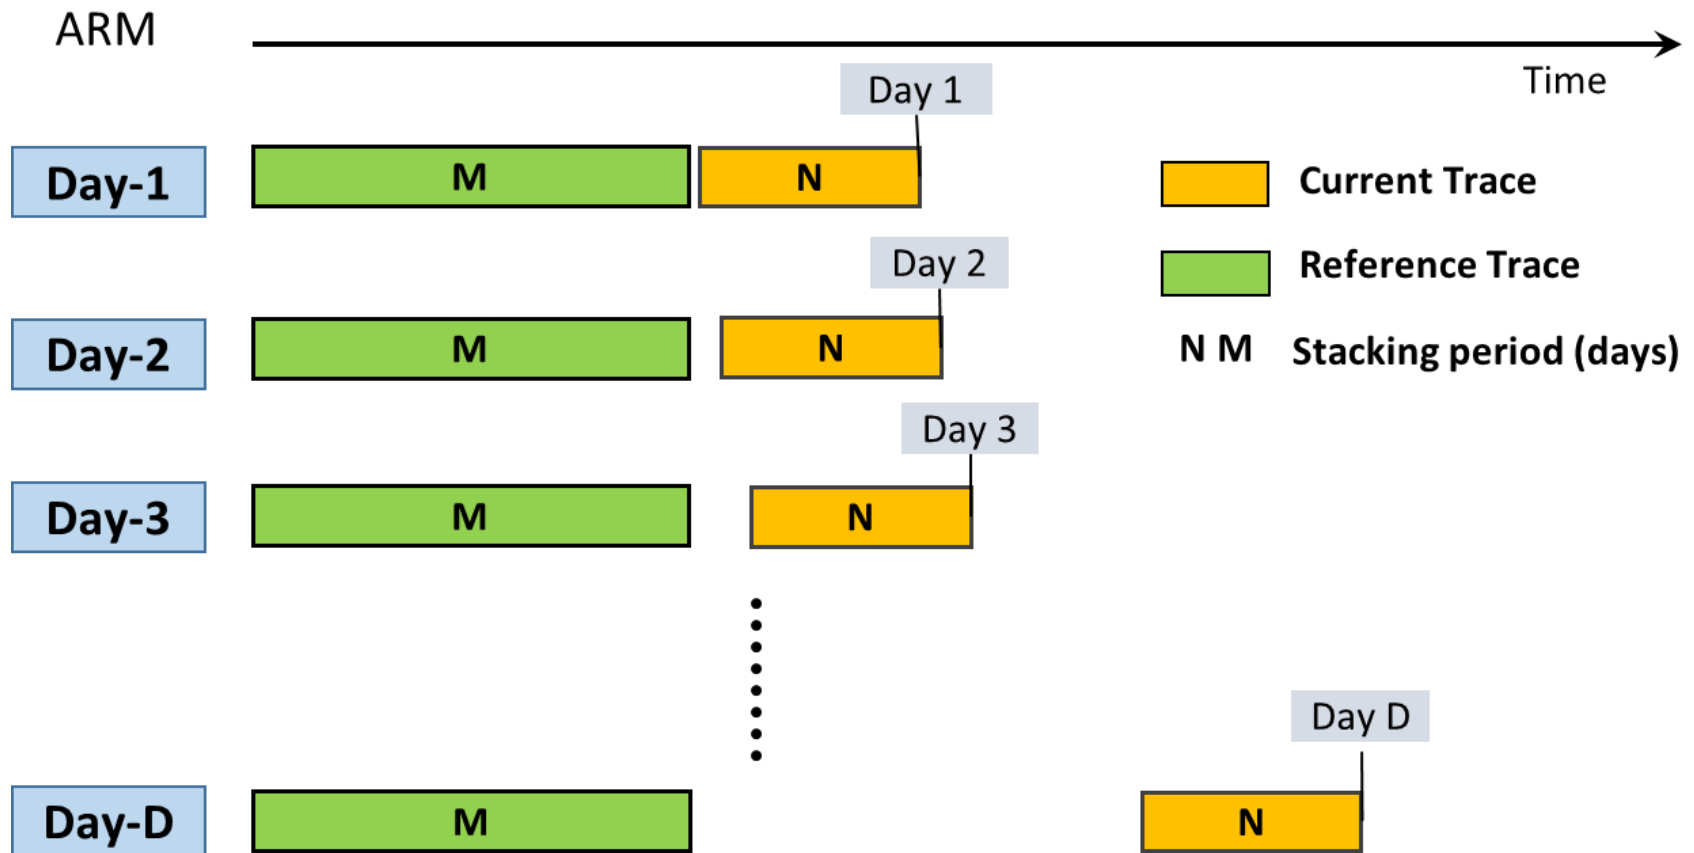 ARM
Time
Day 1
Day-1
M
N
Current Trace
Day 2
Reference Trace
Day-2
M
N
N M Stacking period (days)
Day 3
Day-3
M
N
Day D
Day-D
M
N